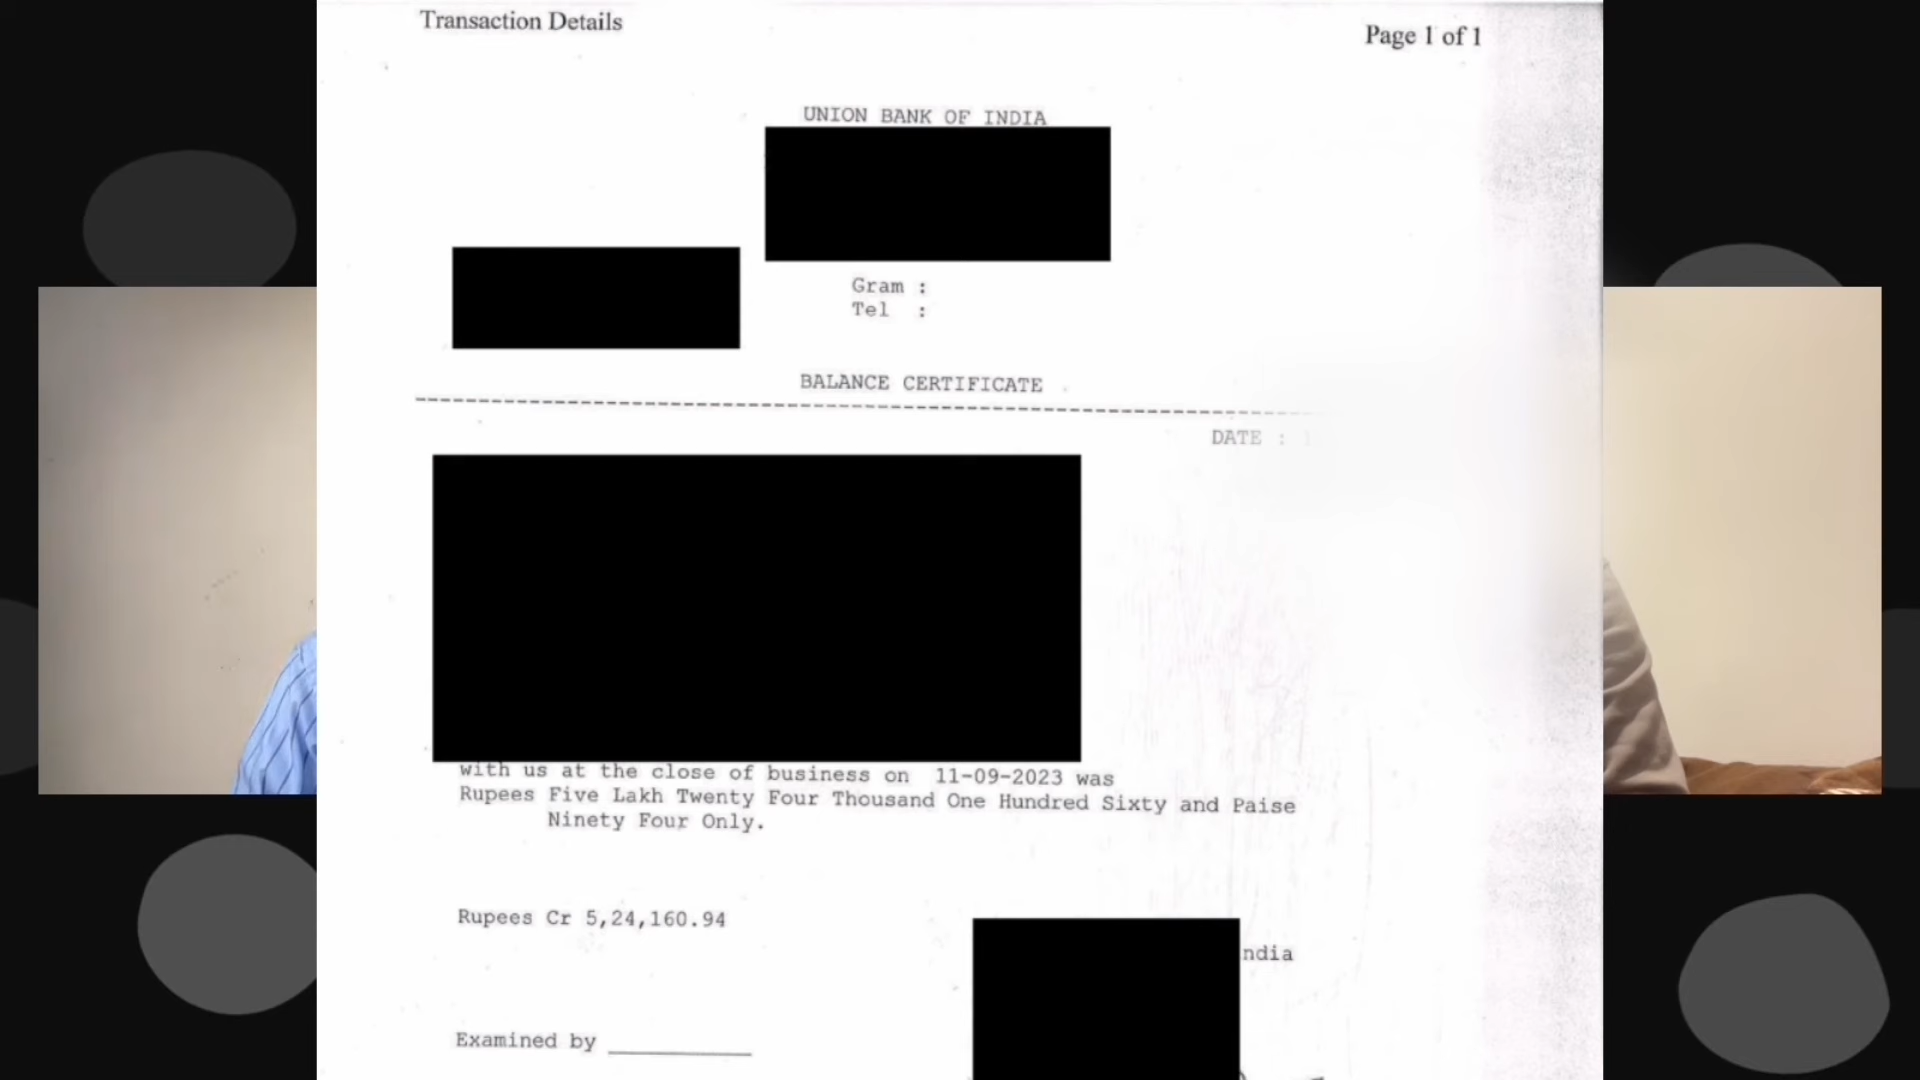 Transaction Details
Page 1 of 1
UNION BANK OF INDIA
Gram :
Tel :
BALANCE CERTIFICATE
DATE :
with us at the close of business on 11-09-2023 was
Rupees Five Lakh Twenty Four Thousand One Hundred Sixty and Paise
Ninety Four Only.
Rupees Cr 5,24,160.94
ndia
Examined by